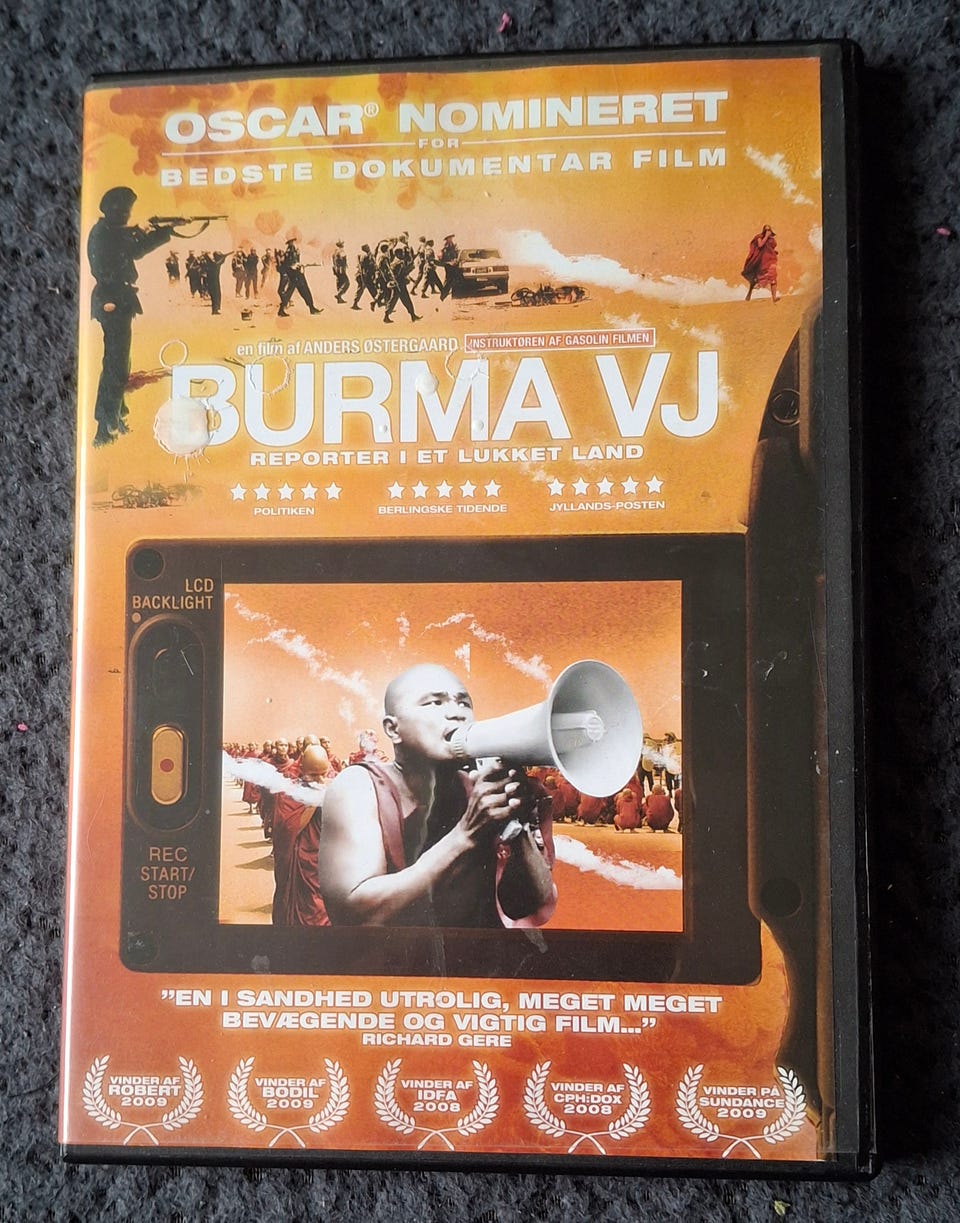 OSCAR® NOMINERET
FOR
BEDSTE DOKUMENTAR FILM
en film af ANDERS ØSTERGAARD INSTRUKTØREN AF GASOLIN FILMEN
BURMA VJ
REPORTER I ET LUKKET LAND
POLITIKEN BERLINGSKE TIDENDE JYLLANDS-POSTEN
LCD
BACKLIGHT
REC
START/
STOP
"EN I SANDHED UTROLIG, MEGET MEGET
BEVÆGENDE OG VIGTIG FILM..."
RICHARD GERE
VINDER AF
ROBERT
2009
VINDER AF
BODIL
2009
VINDER AF
IDFA
2008
VINDER AF
CPH:DOX
2008
VINDER PÅ
SUNDANCE
2009